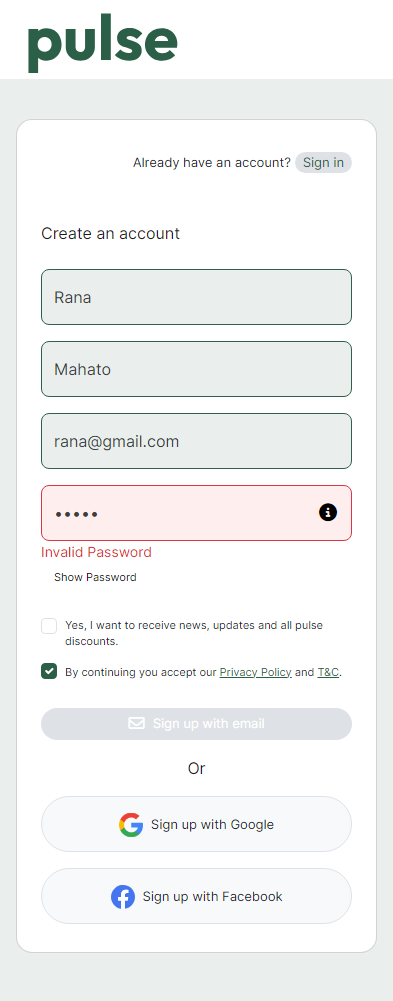 pulse
Already have an account? Sign in
Create an account
Rana
Mahato
rana@gmail.com
•••••
Invalid Password
Show Password
Yes, I want to receive news, updates and all pulse
discounts.
By continuing you accept our Privacy Policy and T&C.
Sign up with email
Or
Sign up with Google
Sign up with Facebook